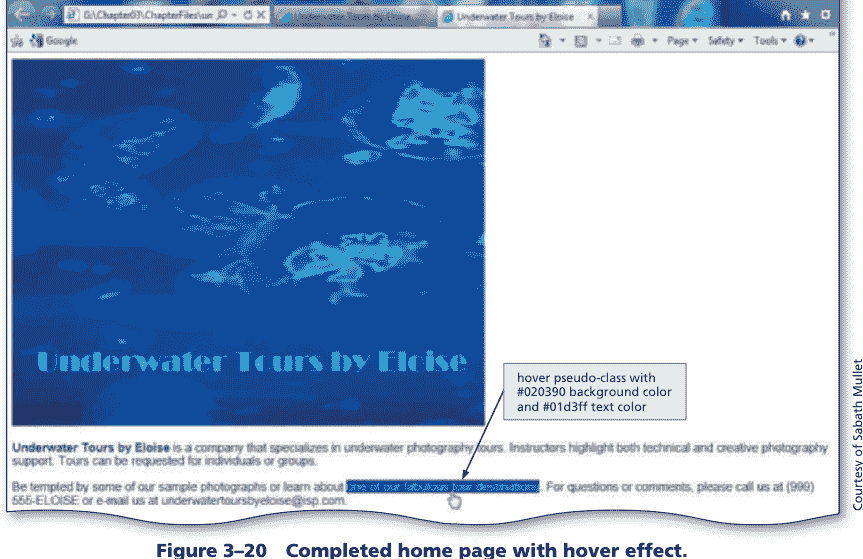 G:\Chapter03\ChapterFiles\un
Underwater Tours by Eloise
Underwater Tours by Eloise
Google
Page
Safety
Tools
Underwater Tours by Eloise
hover pseudo-class with
#020390 background color
and #01d3ff text color
Underwater Tours by Eloise is a company that specializes in underwater photography tours. Instructors highlight both technical and creative photography
support. Tours can be requested for individuals or groups.
Be tempted by some of our sample photographs or learn about one of our fabulous tour destinations. For questions or comments, please call us at (999)
555-ELOISE or e-mail us at underwatertoursbyeloise@isp.com.
Courtesy of Sabath Mullet
Figure 3–20 Completed home page with hover effect.